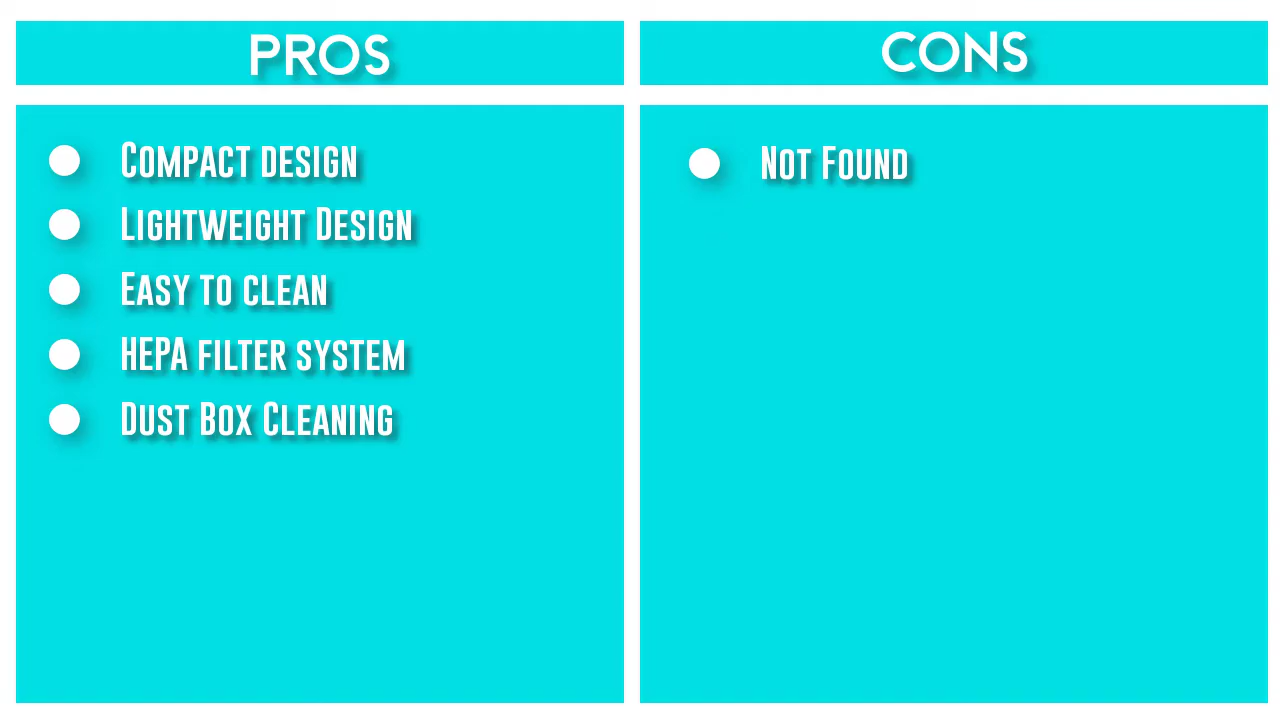 PROS
Compact design
Lightweight Design
Easy to clean
HEPA filter system
Dust Box Cleaning
CONS
Not Found